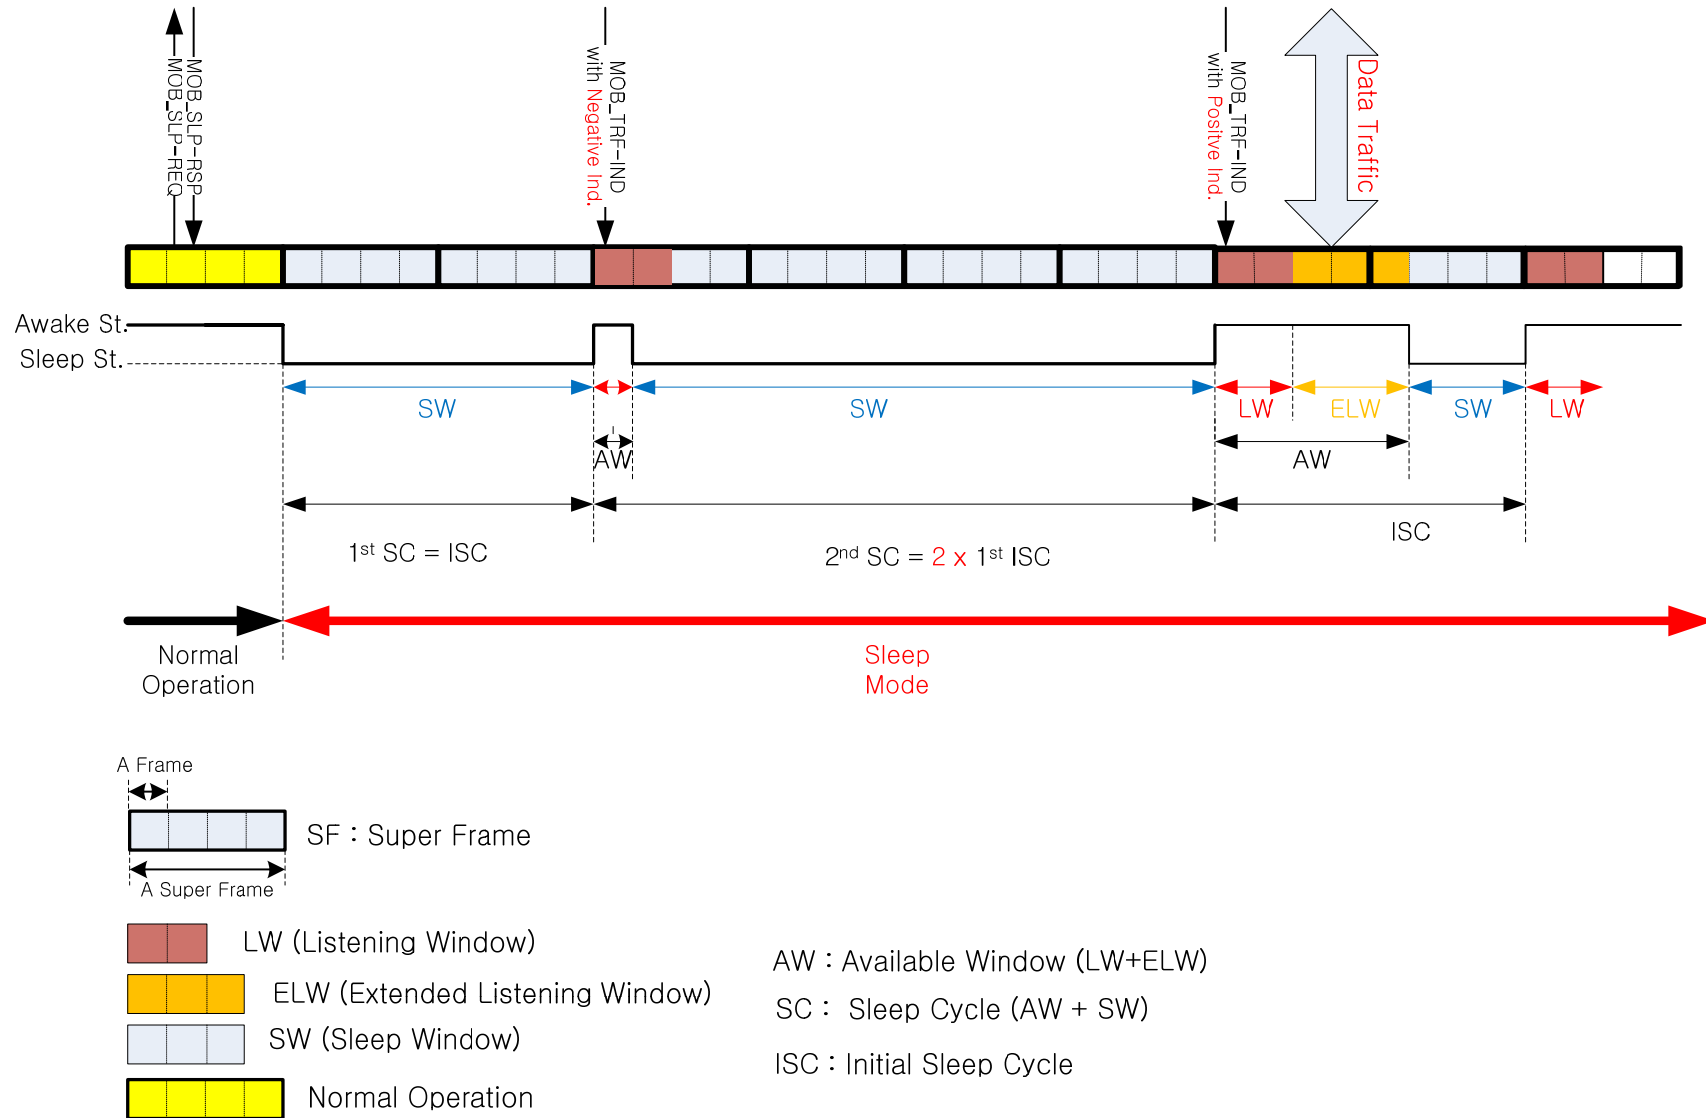 MOB_SLP-REQ
MOB_SLP-RSP
MOB_TRF-IND
with Negative Ind.
MOB_TRF-IND
with Positve Ind.
Data Traffic
Awake St.
Sleep St.
SW
SW
LW
ELW
SW
LW
AW
AW
1st SC = ISC
2nd SC = 2 x 1st ISC
ISC
Normal
Operation
Sleep
Mode
A Frame
SF : Super Frame
A Super Frame
LW (Listening Window)
ELW (Extended Listening Window)
SW (Sleep Window)
Normal Operation
AW : Available Window (LW+ELW)
SC : Sleep Cycle (AW + SW)
ISC : Initial Sleep Cycle